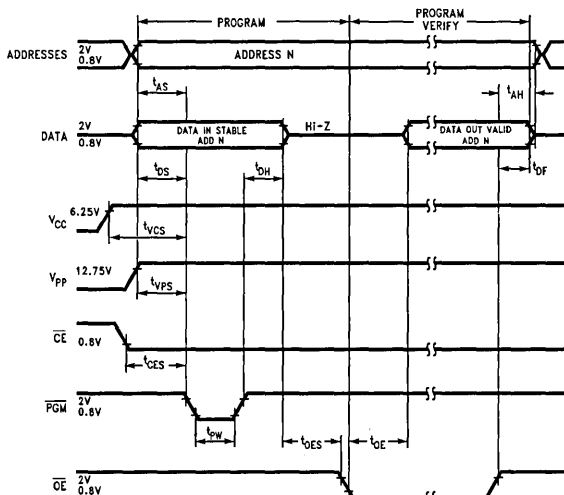 PROGRAM
PROGRAM
VERIFY
ADDRESSES
2V
0.8V
ADDRESS N
tAS
tAH
DATA
2V
0.8V
DATA IN STABLE
ADD N
Hi-Z
DATA OUT VALID
ADD N
tDS
tDH
tDF
VCC
6.25V
tVCS
VPP
12.75V
tVPS
CE
0.8V
tCES
PGM
2V
0.8V
tPW
tOES
tOE
OE
2V
0.8V